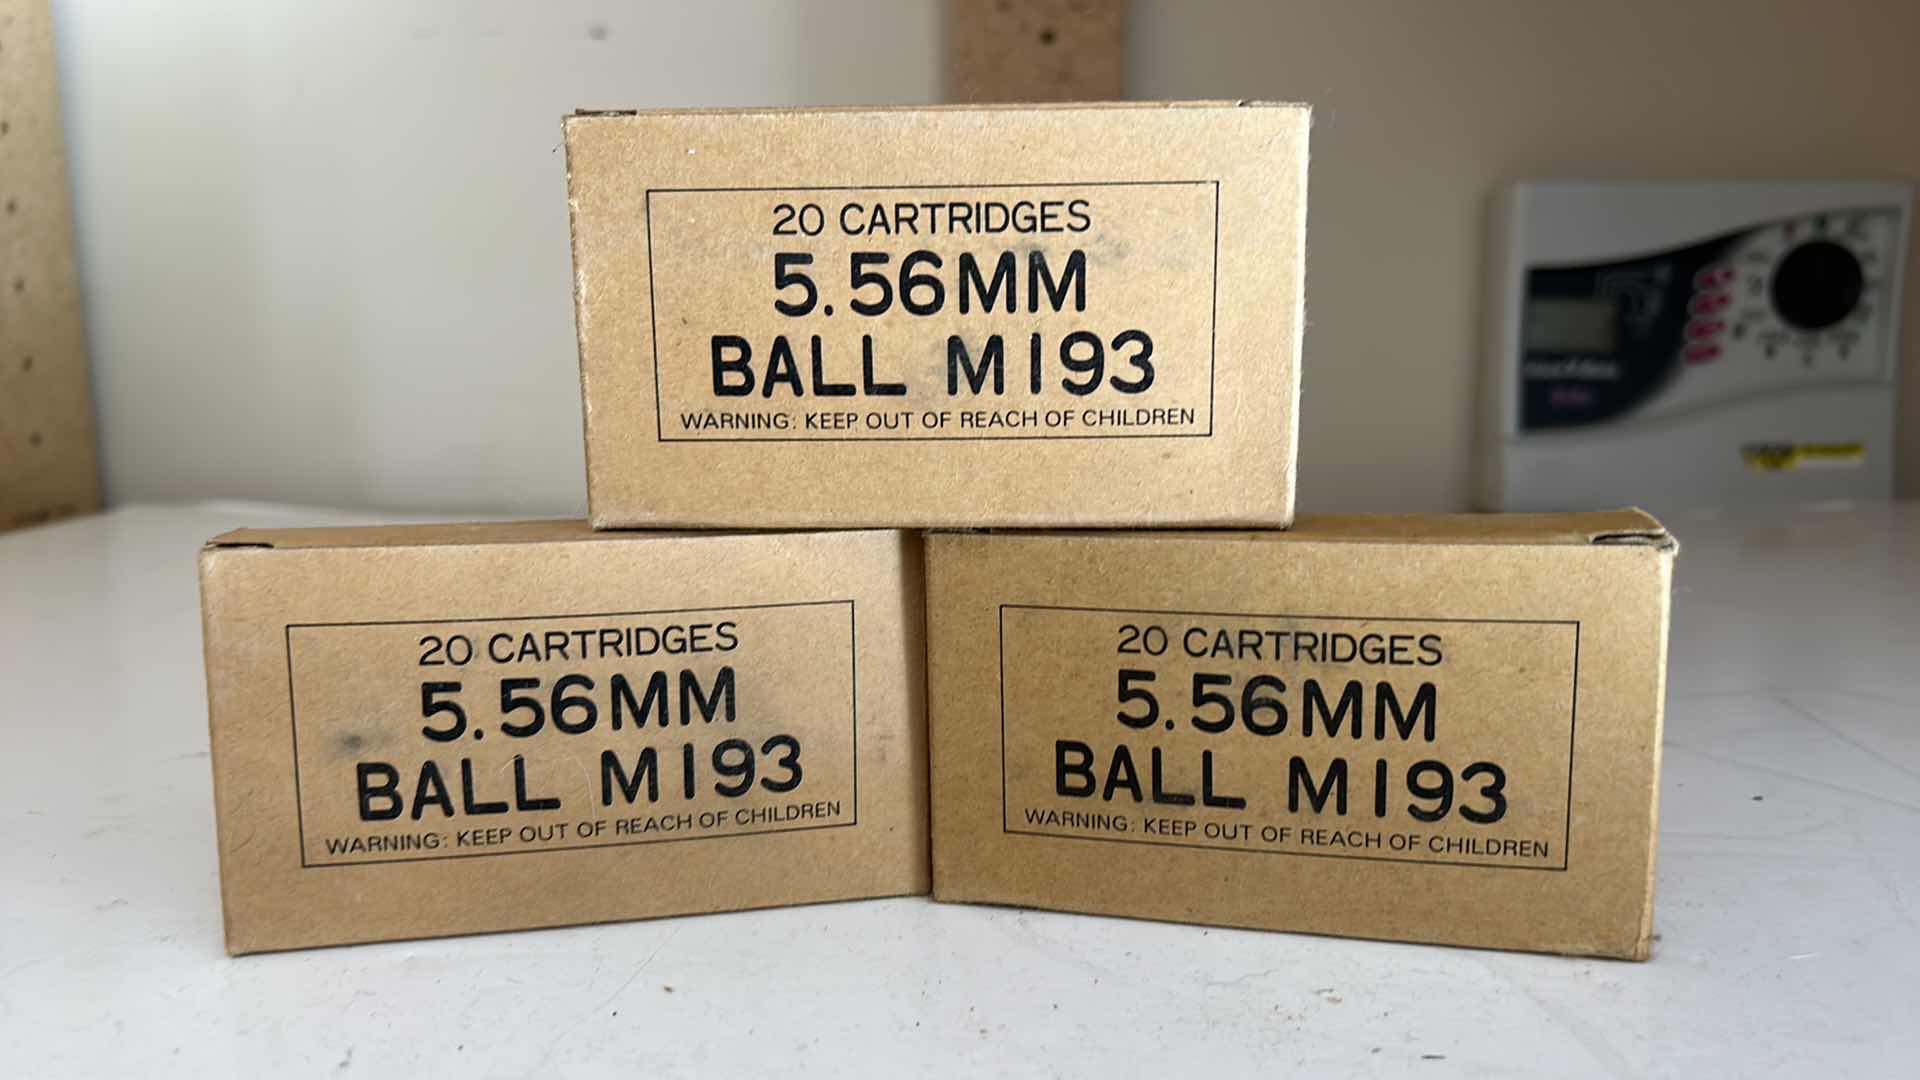 20 CARTRIDGES
5.56MM
BALL M193
WARNING: KEEP OUT OF REACH OF CHILDREN
20 CARTRIDGES
5.56MM
BALL M193
WARNING: KEEP OUT OF REACH OF CHILDREN
20 CARTRIDGES
5.56MM
BALL M193
WARNING: KEEP OUT OF REACH OF CHILDREN